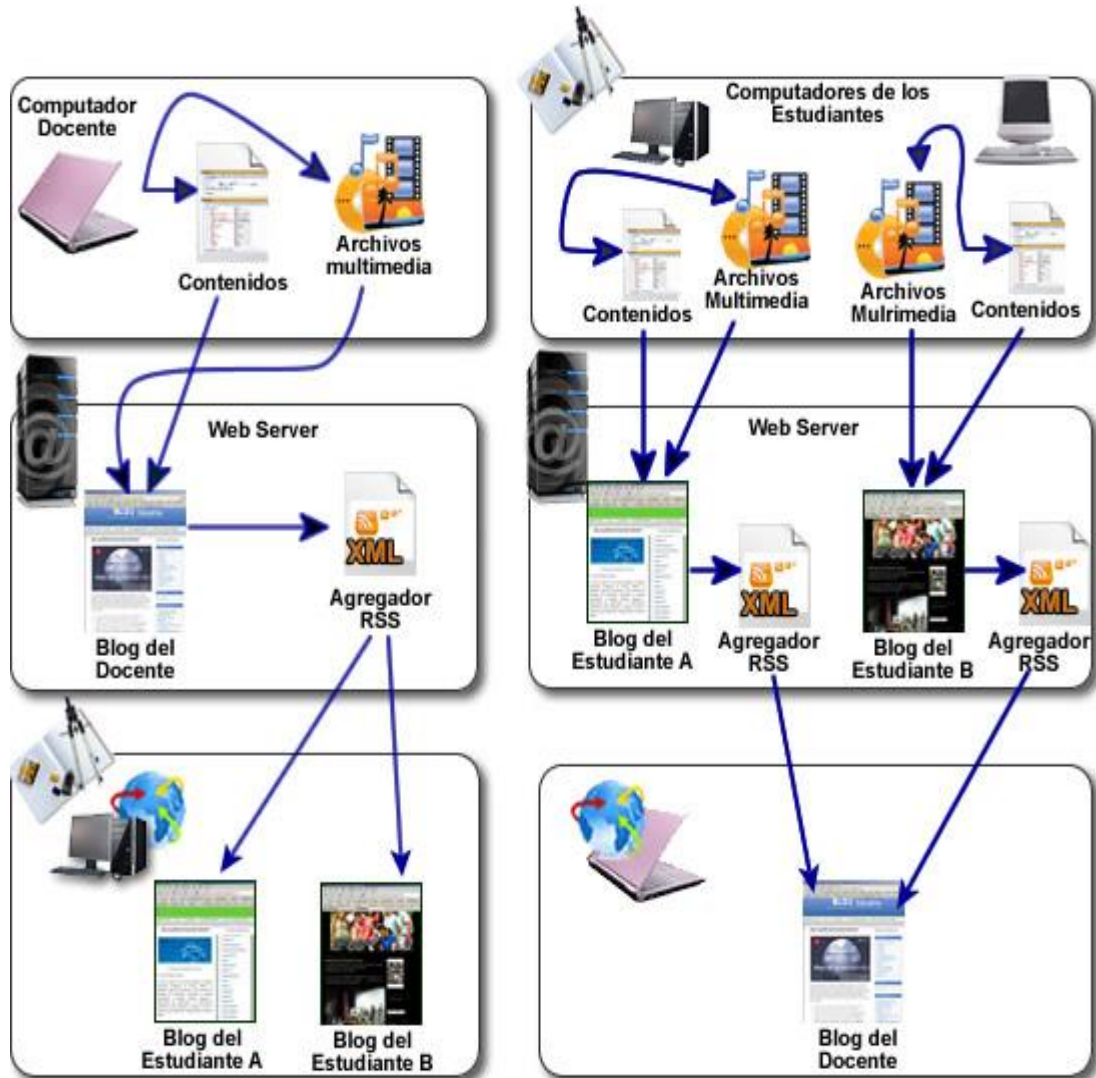 Computador
Docente
Contenidos
Archivos
multimedia
Web Server
XML
Agregador
RSS
Blog del
Docente
Blog del
Estudiante A
Blog del
Estudiante B
Computadores de los
Estudiantes
Contenidos
Archivos
Multimedia
Archivos
Mulrimedia
Contenidos
Web Server
Blog del
Estudiante A
XML
Agregador
RSS
Blog del
Estudiante B
XML
Agregador
RSS
Blog del
Docente